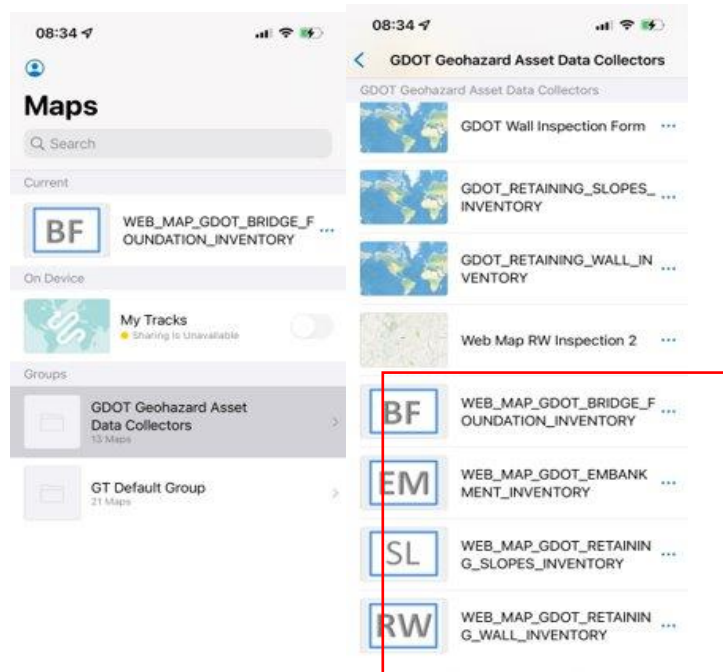 08:34
Maps
Search
Current
BF
WEB_MAP_GDOT_BRIDGE_F
OUNDATION_INVENTORY
On Device
My Tracks
Sharing Is Unavailable
Groups
GDOT Geohazard Asset
Data Collectors
13 Maps
GT Default Group
21 Maps
08:34
GDOT Geohazard Asset Data Collectors
GDOT Geohazard Asset Data Collectors
GDOT Wall Inspection Form
GDOT_RETAINING_SLOPES_
INVENTORY
GDOT_RETAINING_WALL_IN
VENTORY
Web Map RW Inspection 2
BF
WEB_MAP_GDOT_BRIDGE_F
OUNDATION_INVENTORY
EM
WEB_MAP_GDOT_EMBANK
MENT_INVENTORY
SL
WEB_MAP_GDOT_RETAININ
G_SLOPES_INVENTORY
RW
WEB_MAP_GDOT_RETAININ
G_WALL_INVENTORY